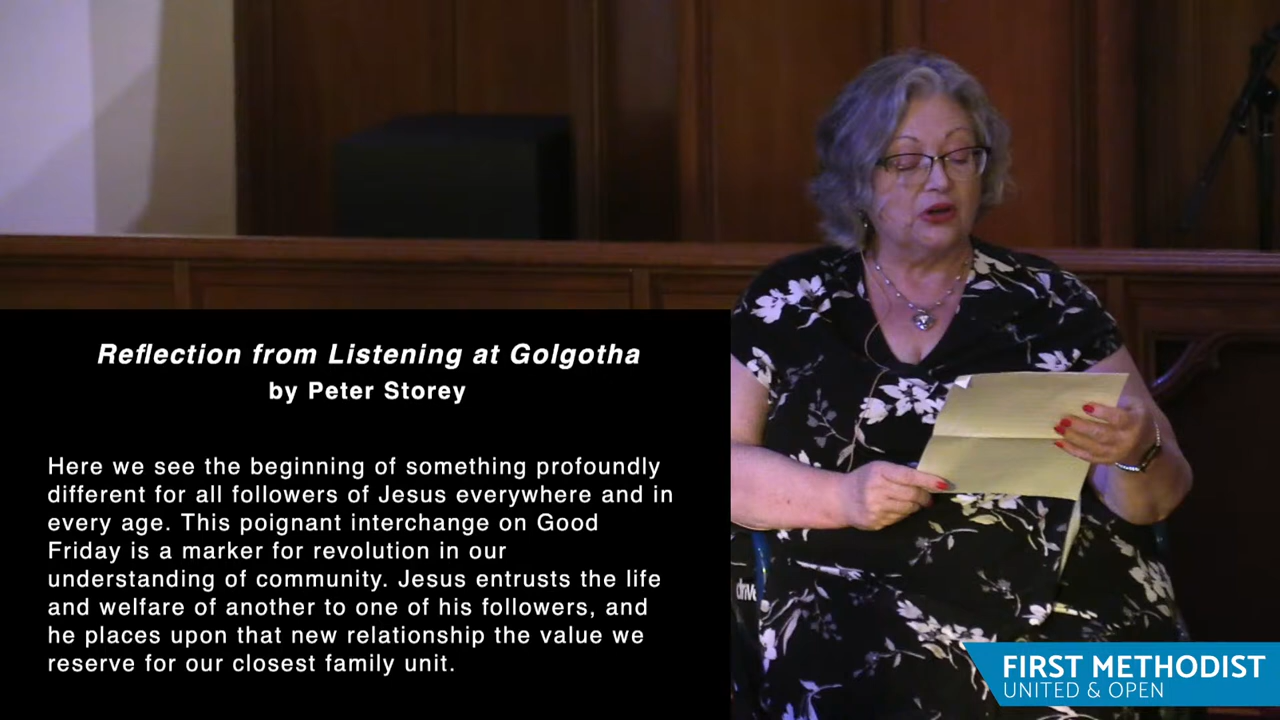 Reflection from Listening at Golgotha
by Peter Storey
Here we see the beginning of something profoundly
different for all followers of Jesus everywhere and in
every age. This poignant interchange on Good
Friday is a marker for revolution in our
understanding of community. Jesus entrusts the life
and welfare of another to one of his followers, and
he places upon that new relationship the value we
reserve for our closest family unit.
FIRST METHODIST
UNITED & OPEN